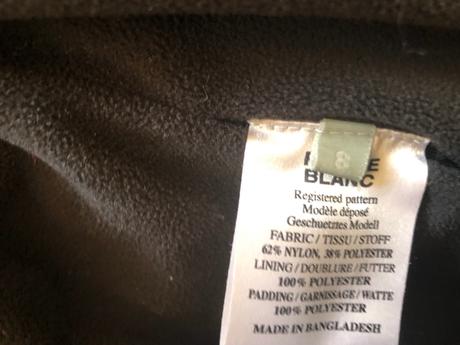 8
BLANC
Registered pattern
Modèle déposé
Geschuetztes Modell
FABRIC / TISSU / STOFF
62% NYLON, 38% POLYESTER
LINING / DOUBLURE / FUTTER
100% POLYESTER
PADDING / GARNISSAGE / WATTE
100% POLYESTER
MADE IN BANGLADESH